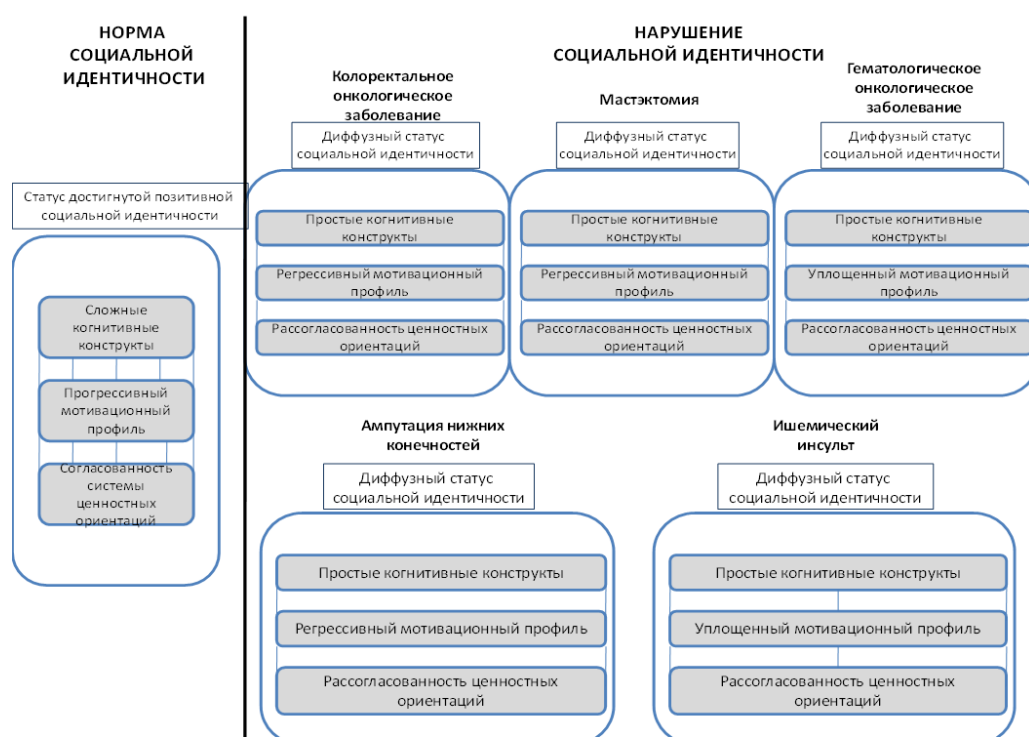 НОРМА
СОЦИАЛЬНОЙ
ИДЕНТИЧНОСТИ
Статус достигнутой позитивной
социальной идентичности
Сложные
когнитивные
конструкты
Прогрессивный
мотивационный
профиль
Согласованность
системы
ценностных
ориентаций
НАРУШЕНИЕ
СОЦИАЛЬНОЙ ИДЕНТИЧНОСТИ
Колоректальное
онкологическое
заболевание
Диффузный статус
социальной идентичности
Простые когнитивные
конструкты
Регрессивный мотивационный
профиль
Рассогласованность ценностных
ориентаций
Мастэктомия
Диффузный статус
социальной идентичности
Простые когнитивные
конструкты
Регрессивный мотивационный
профиль
Рассогласованность ценностных
ориентаций
Гематологическое
онкологическое
заболевание
Диффузный статус
социальной идентичности
Простые когнитивные
конструкты
Уплощенный мотивационный
профиль
Рассогласованность ценностных
ориентаций
Ампутация нижних
конечностей
Диффузный статус
социальной идентичности
Простые когнитивные конструкты
Регрессивный мотивационный профиль
Рассогласованность ценностных
ориентаций
Ишемический
инсульт
Диффузный статус
социальной идентичности
Простые когнитивные конструкты
Уплощенный мотивационный профиль
Рассогласованность ценностных
ориентаций